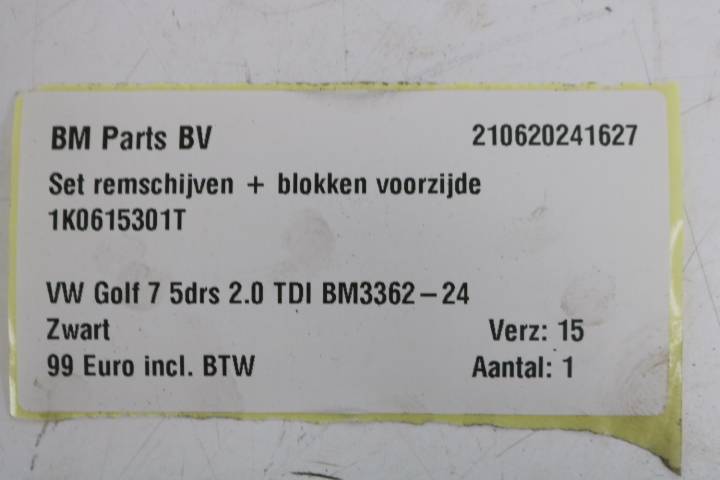 BM Parts BV 210620241627
Set remschijven + blokken voorzijde
1K0615301T
VW Golf 7 5drs 2.0 TDI BM3362-24
Zwart Verz: 15
99 Euro incl. BTW Aantal: 1